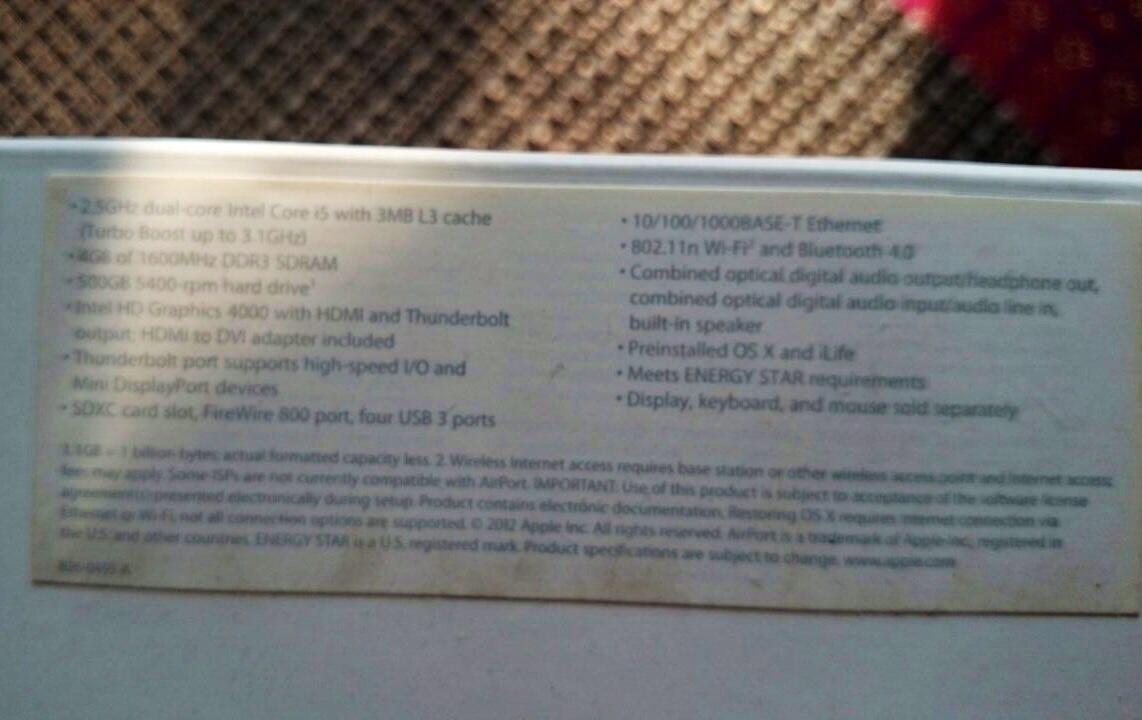 • 2.5GHz dual-core Intel Core i5 with 3MB L3 cache
(Turbo Boost up to 3.1GHz)
• 4GB of 1600MHz DDR3 SDRAM
• 500GB 5400-rpm hard drive¹
• Intel HD Graphics 4000 with HDMI and Thunderbolt
output; HDMI to DVI adapter included
• Thunderbolt port supports high-speed I/O and
Mini DisplayPort devices
• SDXC card slot, FireWire 800 port, four USB 3 ports
• 10/100/1000BASE-T Ethernet
• 802.11n Wi-Fi² and Bluetooth 4.0
• Combined optical digital audio output/headphone out,
combined optical digital audio input/audio line in,
built-in speaker
• Preinstalled OS X and iLife
• Meets ENERGY STAR requirements
• Display, keyboard, and mouse sold separately
1. 1GB = 1 billion bytes; actual formatted capacity less. 2. Wireless Internet access requires base station or other wireless access point and Internet access;
fees may apply. Some ISPs are not currently compatible with AirPort. IMPORTANT: Use of this product is subject to acceptance of the software license
agreement(s) presented electronically during setup. Product contains electronic documentation. Restoring OS X requires Internet connection via
Ethernet or Wi-Fi; not all connection options are supported. © 2012 Apple Inc. All rights reserved. AirPort is a trademark of Apple Inc., registered in
the U.S. and other countries. ENERGY STAR is a U.S. registered mark. Product specifications are subject to change. www.apple.com